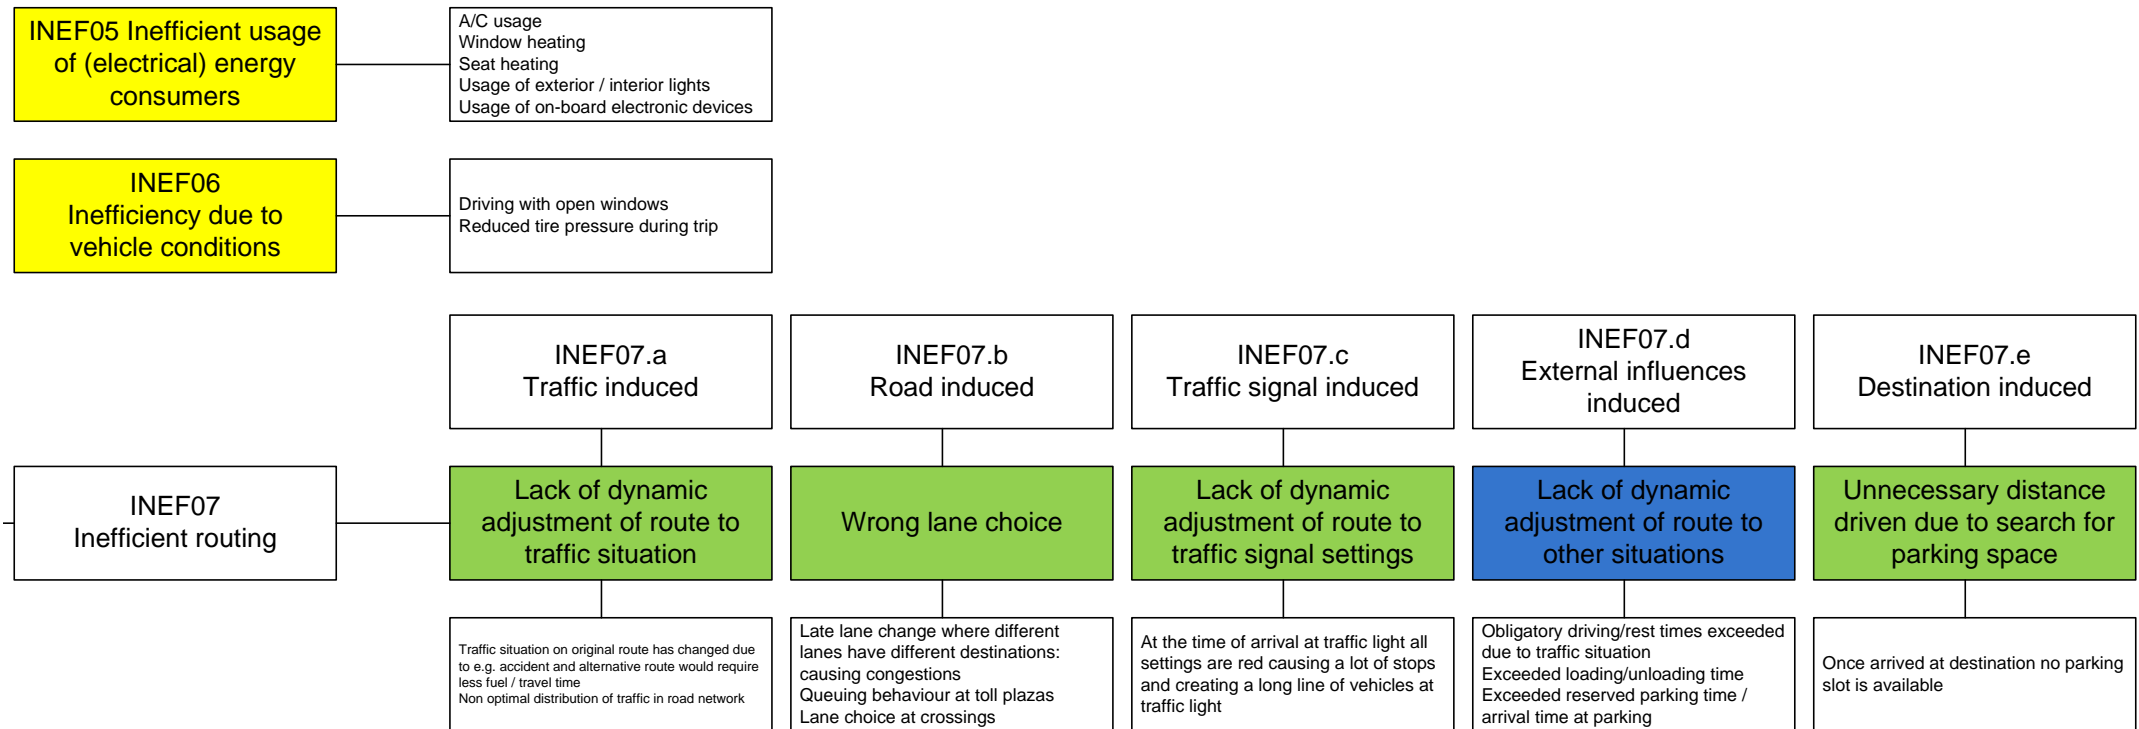 INEF05 Inefficient usage
of (electrical) energy
consumers
A/C usage
Window heating
Seat heating
Usage of exterior / interior lights
Usage of on-board electronic devices
INEF06
Inefficiency due to
vehicle conditions
Driving with open windows
Reduced tire pressure during trip
INEF07.a
Traffic induced
INEF07.b
Road induced
INEF07.c
Traffic signal induced
INEF07.d
External influences
induced
INEF07.e
Destination induced
INEF07
Inefficient routing
Lack of dynamic
adjustment of route to
traffic situation
Wrong lane choice
Lack of dynamic
adjustment of route to
traffic signal settings
Lack of dynamic
adjustment of route to
other situations
Unnecessary distance
driven due to search for
parking space
Traffic situation on original route has changed due
to e.g. accident and alternative route would require
less fuel / travel time
Non optimal distribution of traffic in road network
Late lane change where different
lanes have different destinations:
causing congestions
Queuing behaviour at toll plazas
Lane choice at crossings
At the time of arrival at traffic light all
settings are red causing a lot of stops
and creating a long line of vehicles at
traffic light
Obligatory driving/rest times exceeded
due to traffic situation
Exceeded loading/unloading time
Exceeded reserved parking time /
arrival time at parking
Once arrived at destination no parking
slot is available